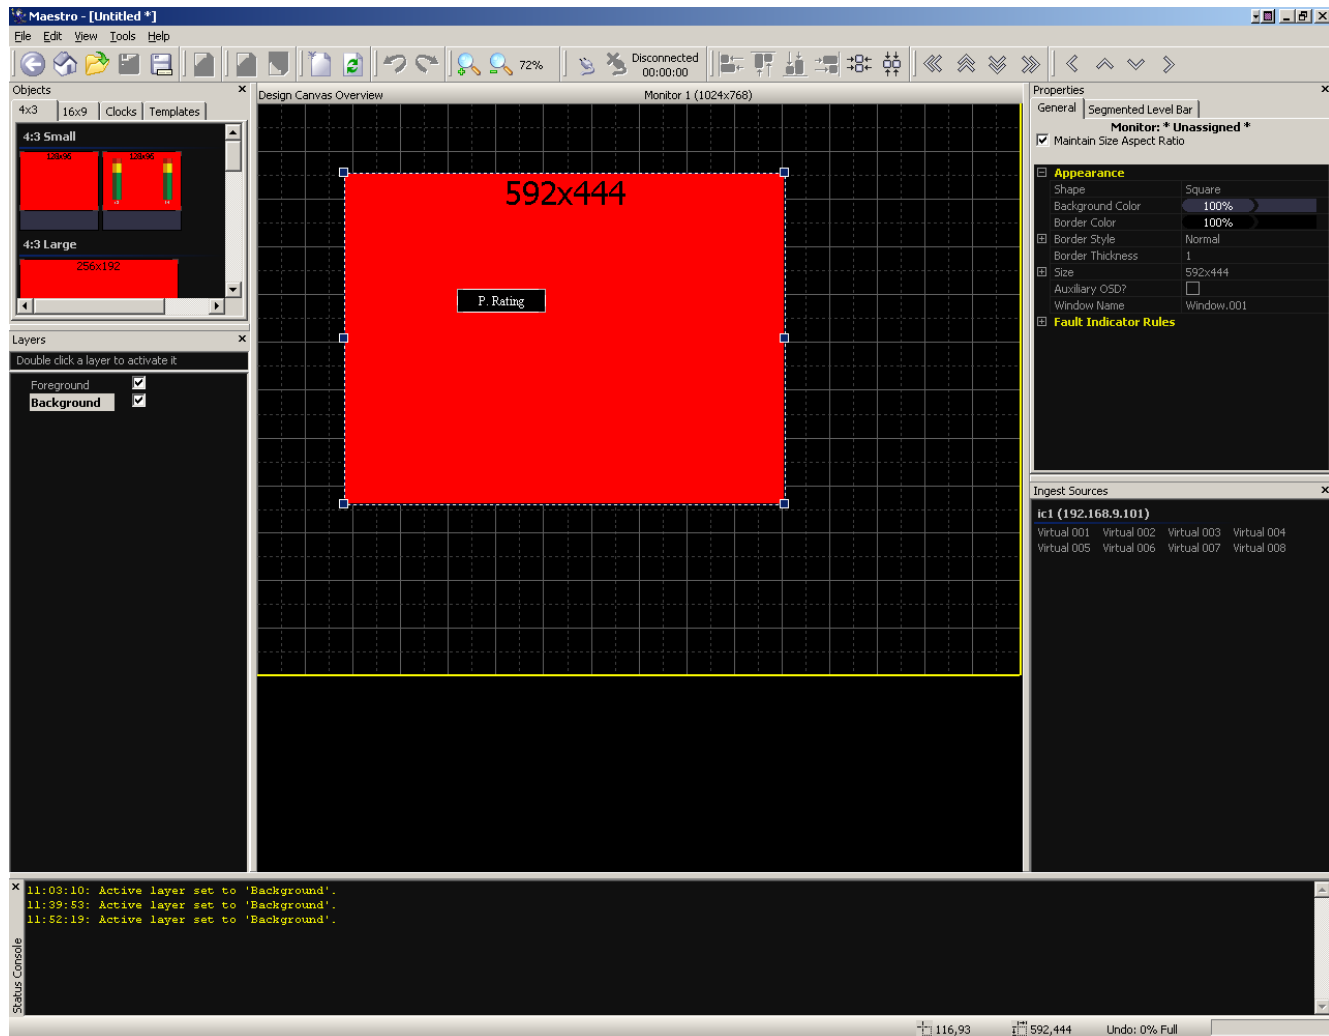 Maestro - [Untitled *]
File Edit View Tools Help
72%
Disconnected
00:00:00
Objects
4x3 16x9 Clocks Templates
4:3 Small
128x96 128x96
4:3 Large
256x192
Layers
Double click a layer to activate it
Foreground
Background
Design Canvas Overview Monitor 1 (1024x768)
592x444
P. Rating
Properties
General Segmented Level Bar
Monitor: * Unassigned *
Maintain Size Aspect Ratio
Appearance
Shape Square
Background Color 100%
Border Color 100%
Border Style Normal
Border Thickness 1
Size 592x444
Auxiliary OSD?
Window Name Window.001
Fault Indicator Rules
Ingest Sources
ic1 (192.168.9.101)
Virtual 001 Virtual 002 Virtual 003 Virtual 004
Virtual 005 Virtual 006 Virtual 007 Virtual 008
Status Console
11:03:10: Active layer set to 'Background'.
11:39:53: Active layer set to 'Background'.
11:52:19: Active layer set to 'Background'.
116,93 592,444 Undo: 0% Full